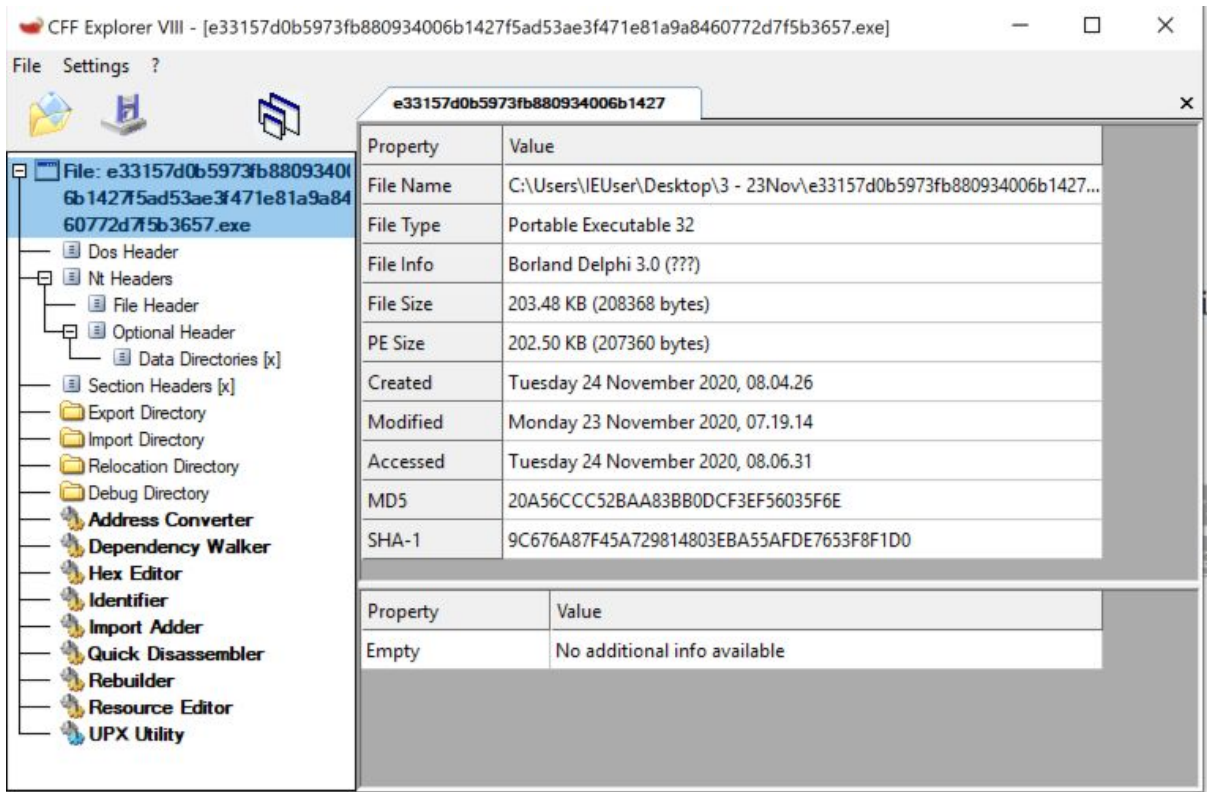 CFF Explorer VIII - [e33157d0b5973fb880934006b1427f5ad53ae3f471e81a9a8460772d7f5b3657.exe]
File Settings ?
e33157d0b5973fb880934006b1427
File: e33157d0b5973fb88093400
6b1427f5ad53ae3f471e81a9a84
60772d7f5b3657.exe
Dos Header
Nt Headers
File Header
Optional Header
Data Directories [x]
Section Headers [x]
Export Directory
Import Directory
Relocation Directory
Debug Directory
Address Converter
Dependency Walker
Hex Editor
Identifier
Import Adder
Quick Disassembler
Rebuilder
Resource Editor
UPX Utility
Property Value
File Name C:\Users\IEUser\Desktop\3 - 23Nov\e33157d0b5973fb880934006b1427...
File Type Portable Executable 32
File Info Borland Delphi 3.0 (???)
File Size 203.48 KB (208368 bytes)
PE Size 202.50 KB (207360 bytes)
Created Tuesday 24 November 2020, 08.04.26
Modified Monday 23 November 2020, 07.19.14
Accessed Tuesday 24 November 2020, 08.06.31
MD5 20A56CCC52BAA83BB0DCF3EF56035F6E
SHA-1 9C676A87F45A729814803EBA55AFDE7653F8F1D0
Property Value
Empty No additional info available